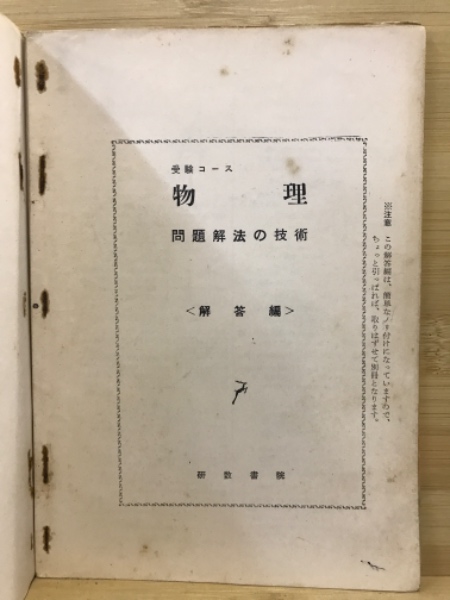 受験コース
物理
問題解法の技術
<解答編>
研数書院
※注意 この解答編は、簡単なノリ付けになっていますので、
ちょっと引っぱれば、取りはずせて別冊となります。